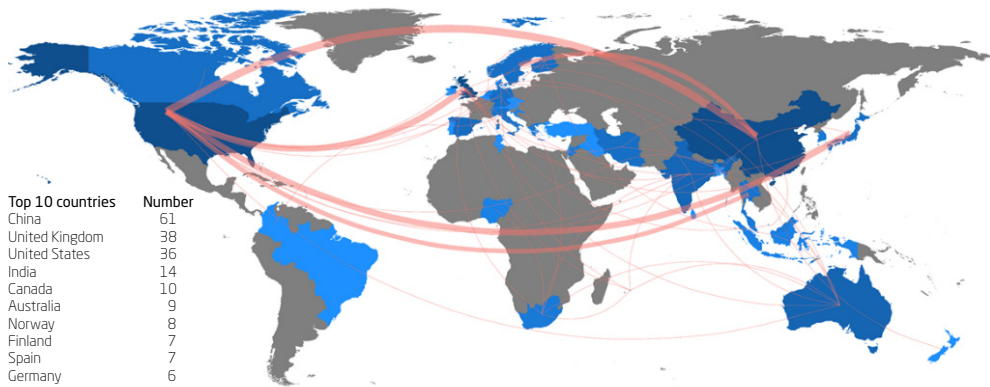 Top 10 countries Number
China 61
United Kingdom 38
United States 36
India 14
Canada 10
Australia 9
Norway 8
Finland 7
Spain 7
Germany 6